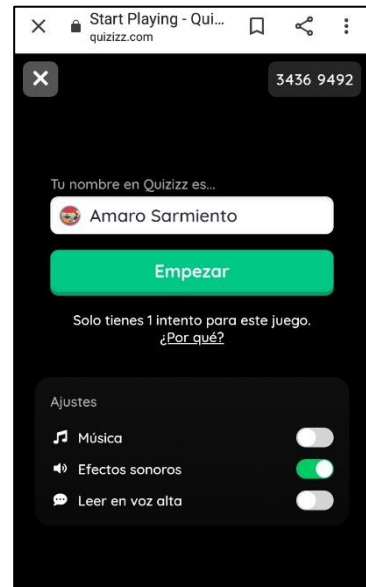 Start Playing - Qui...
quizizz.com
3436 9492
Tu nombre en Quizizz es...
Amaro Sarmiento
Empezar
Solo tienes 1 intento para este juego.
¿Por qué?
Ajustes
Música
Efectos sonoros
Leer en voz alta